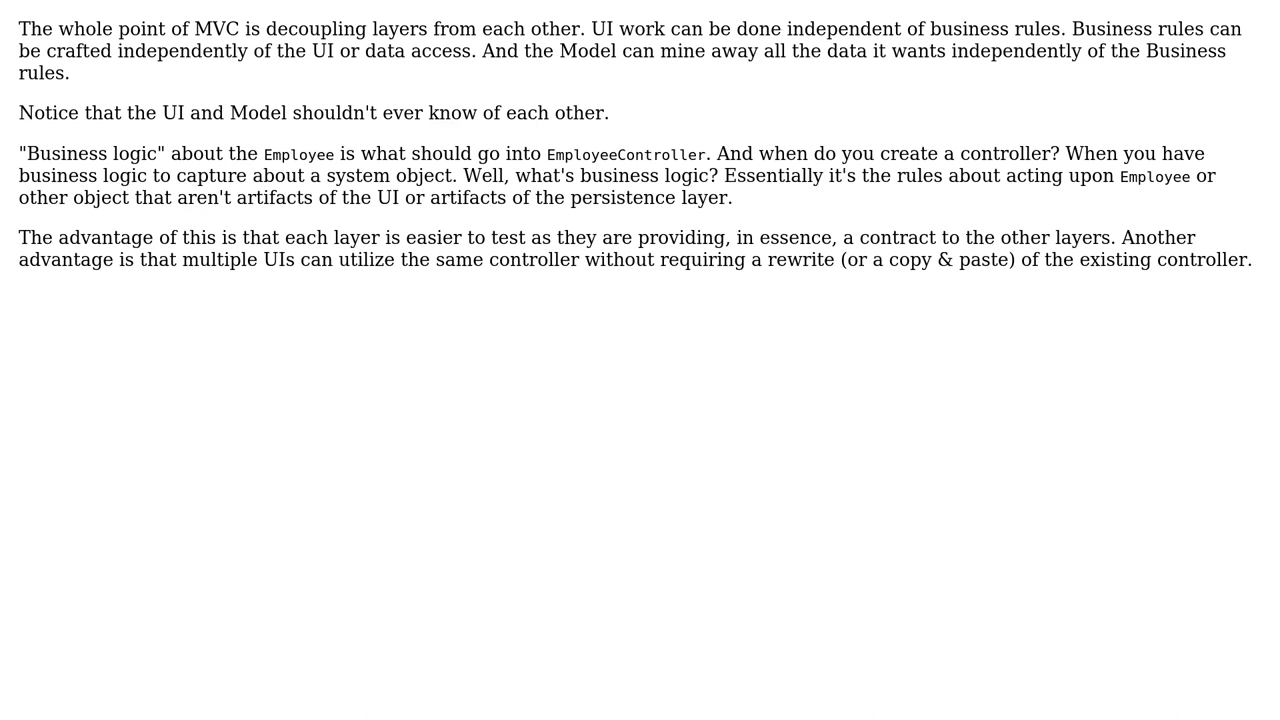 The whole point of MVC is decoupling layers from each other. UI work can be done independent of business rules. Business rules can
be crafted independently of the UI or data access. And the Model can mine away all the data it wants independently of the Business
rules.
Notice that the UI and Model shouldn't ever know of each other.
"Business logic" about the Employee is what should go into EmployeeController. And when do you create a controller? When you have
business logic to capture about a system object. Well, what's business logic? Essentially it's the rules about acting upon Employee or
other object that aren't artifacts of the UI or artifacts of the persistence layer.
The advantage of this is that each layer is easier to test as they are providing, in essence, a contract to the other layers. Another
advantage is that multiple UIs can utilize the same controller without requiring a rewrite (or a copy & paste) of the existing controller.